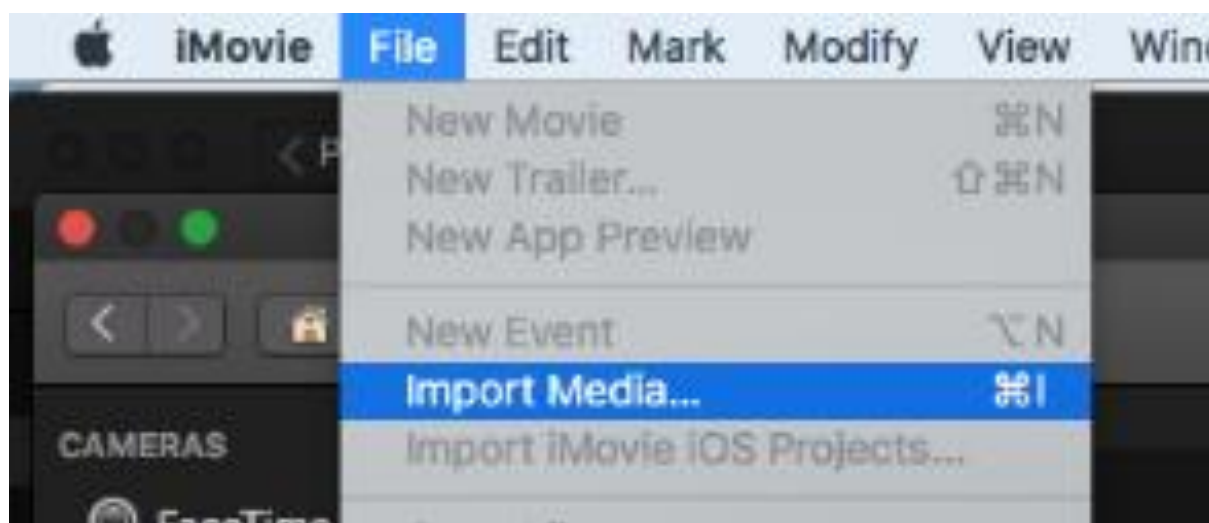 iMovie File Edit Mark Modify View
New Movie ⌘N
New Trailer... ⇧⌘N
New App Preview
New Event ⌥N
Import Media... ⌘I
CAMERAS
Import iMovie iOS Projects...
FaceTime